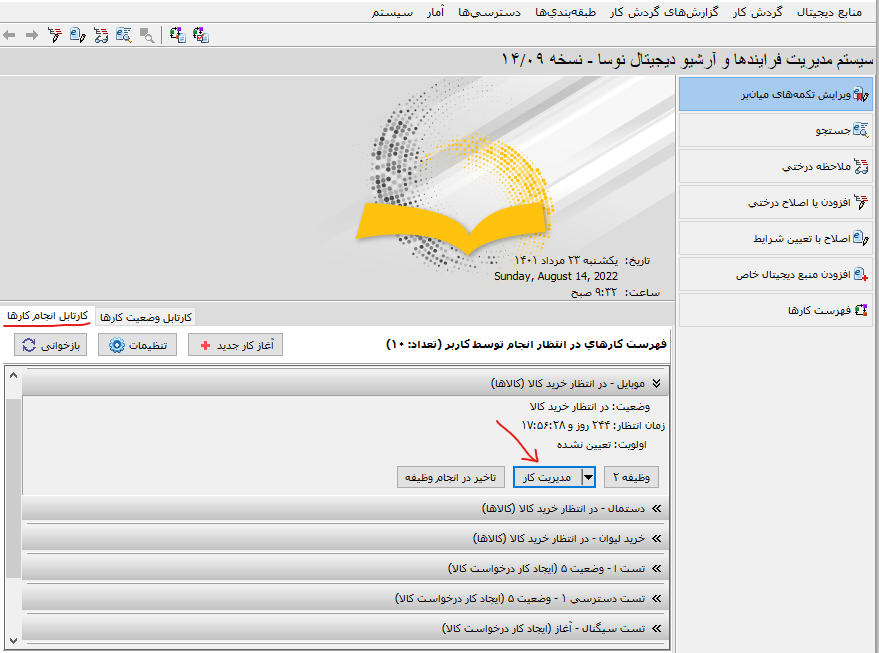 منابع دیجیتال گردش کار گزارش‌های گردش کار طبقه‌بندی‌ها دسترسی‌ها آمار سیستم
سیستم مدیریت فرایندها و آرشیو دیجیتال نوسا - نسخه ۱۴/۰۹
ویرایش تکمه‌های میان‌بر
جستجو
ملاحظه درختی
افزودن یا اصلاح درختی
اصلاح با تعیین شرایط
افزودن منبع دیجیتال خاص
فهرست کارها
تاریخ: یکشنبه ۲۳ مرداد ۱۴۰۱
Sunday, August 14, 2022
ساعت: ۹:۳۲ صبح
کارتابل انجام کارها کارتابل وضعیت کارها
فهرست کارهاي در انتظار انجام توسط کاربر (تعداد: ۱۰)
آغاز کار جدید
تنظیمات
بازخوانی
موبایل - در انتظار خرید کالا (کالاها)
وضعیت: در انتظار خرید کالا
زمان انتظار: ۲۴۴ روز و ۱۷:۵۶:۲۸
اولویت: تعیین نشده
وظیفه ۲
مدیریت کار
تاخیر در انجام وظیفه
دستمال - در انتظار خرید کالا (کالاها)
خرید لیوان - در انتظار خرید کالا (کالاها)
تست ۱ - وضعیت ۵ (ایجاد کار درخواست کالا)
تست دسترسی ۱ - وضعیت ۵ (ایجاد کار درخواست کالا)
تست سیگنال - آغاز (ایجاد کار درخواست کالا)